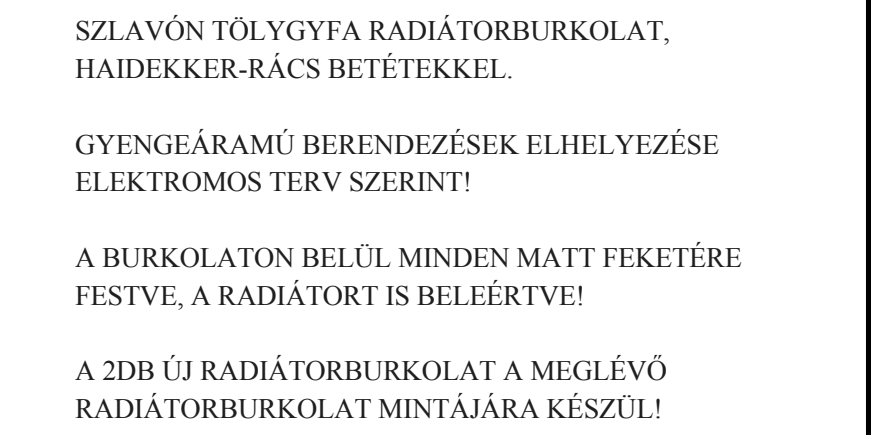 SZLAVÓN TÖLYGYFA RADIÁTORBURKOLAT,
HAIDEKKER-RÁCS BETÉTEKKEL.
GYENGEÁRAMÚ BERENDEZÉSEK ELHELYEZÉSE
ELEKTROMOS TERV SZERINT!
A BURKOLATON BELÜL MINDEN MATT FEKETÉRE
FESTVE, A RADIÁTORT IS BELEÉRTVE!
A 2DB ÚJ RADIÁTORBURKOLAT A MEGLÉVŐ
RADIÁTORBURKOLAT MINTÁJÁRA KÉSZÜL!